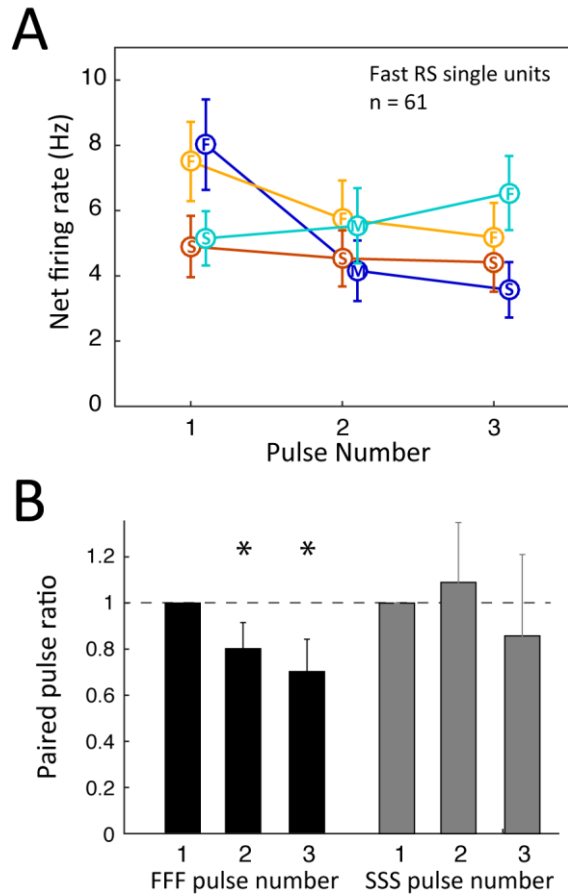 A
Fast RS single units
n = 61
Net firing rate (Hz)
10
8
6
4
2
0
F
F
F
F
M
S
S
M
F
S
S
S
1
2
3
Pulse Number
B
Paired pulse ratio
1.2
1
0.8
0.6
0.4
0.2
0
*
*
1 2 3 1 2 3
FFF pulse number SSS pulse number